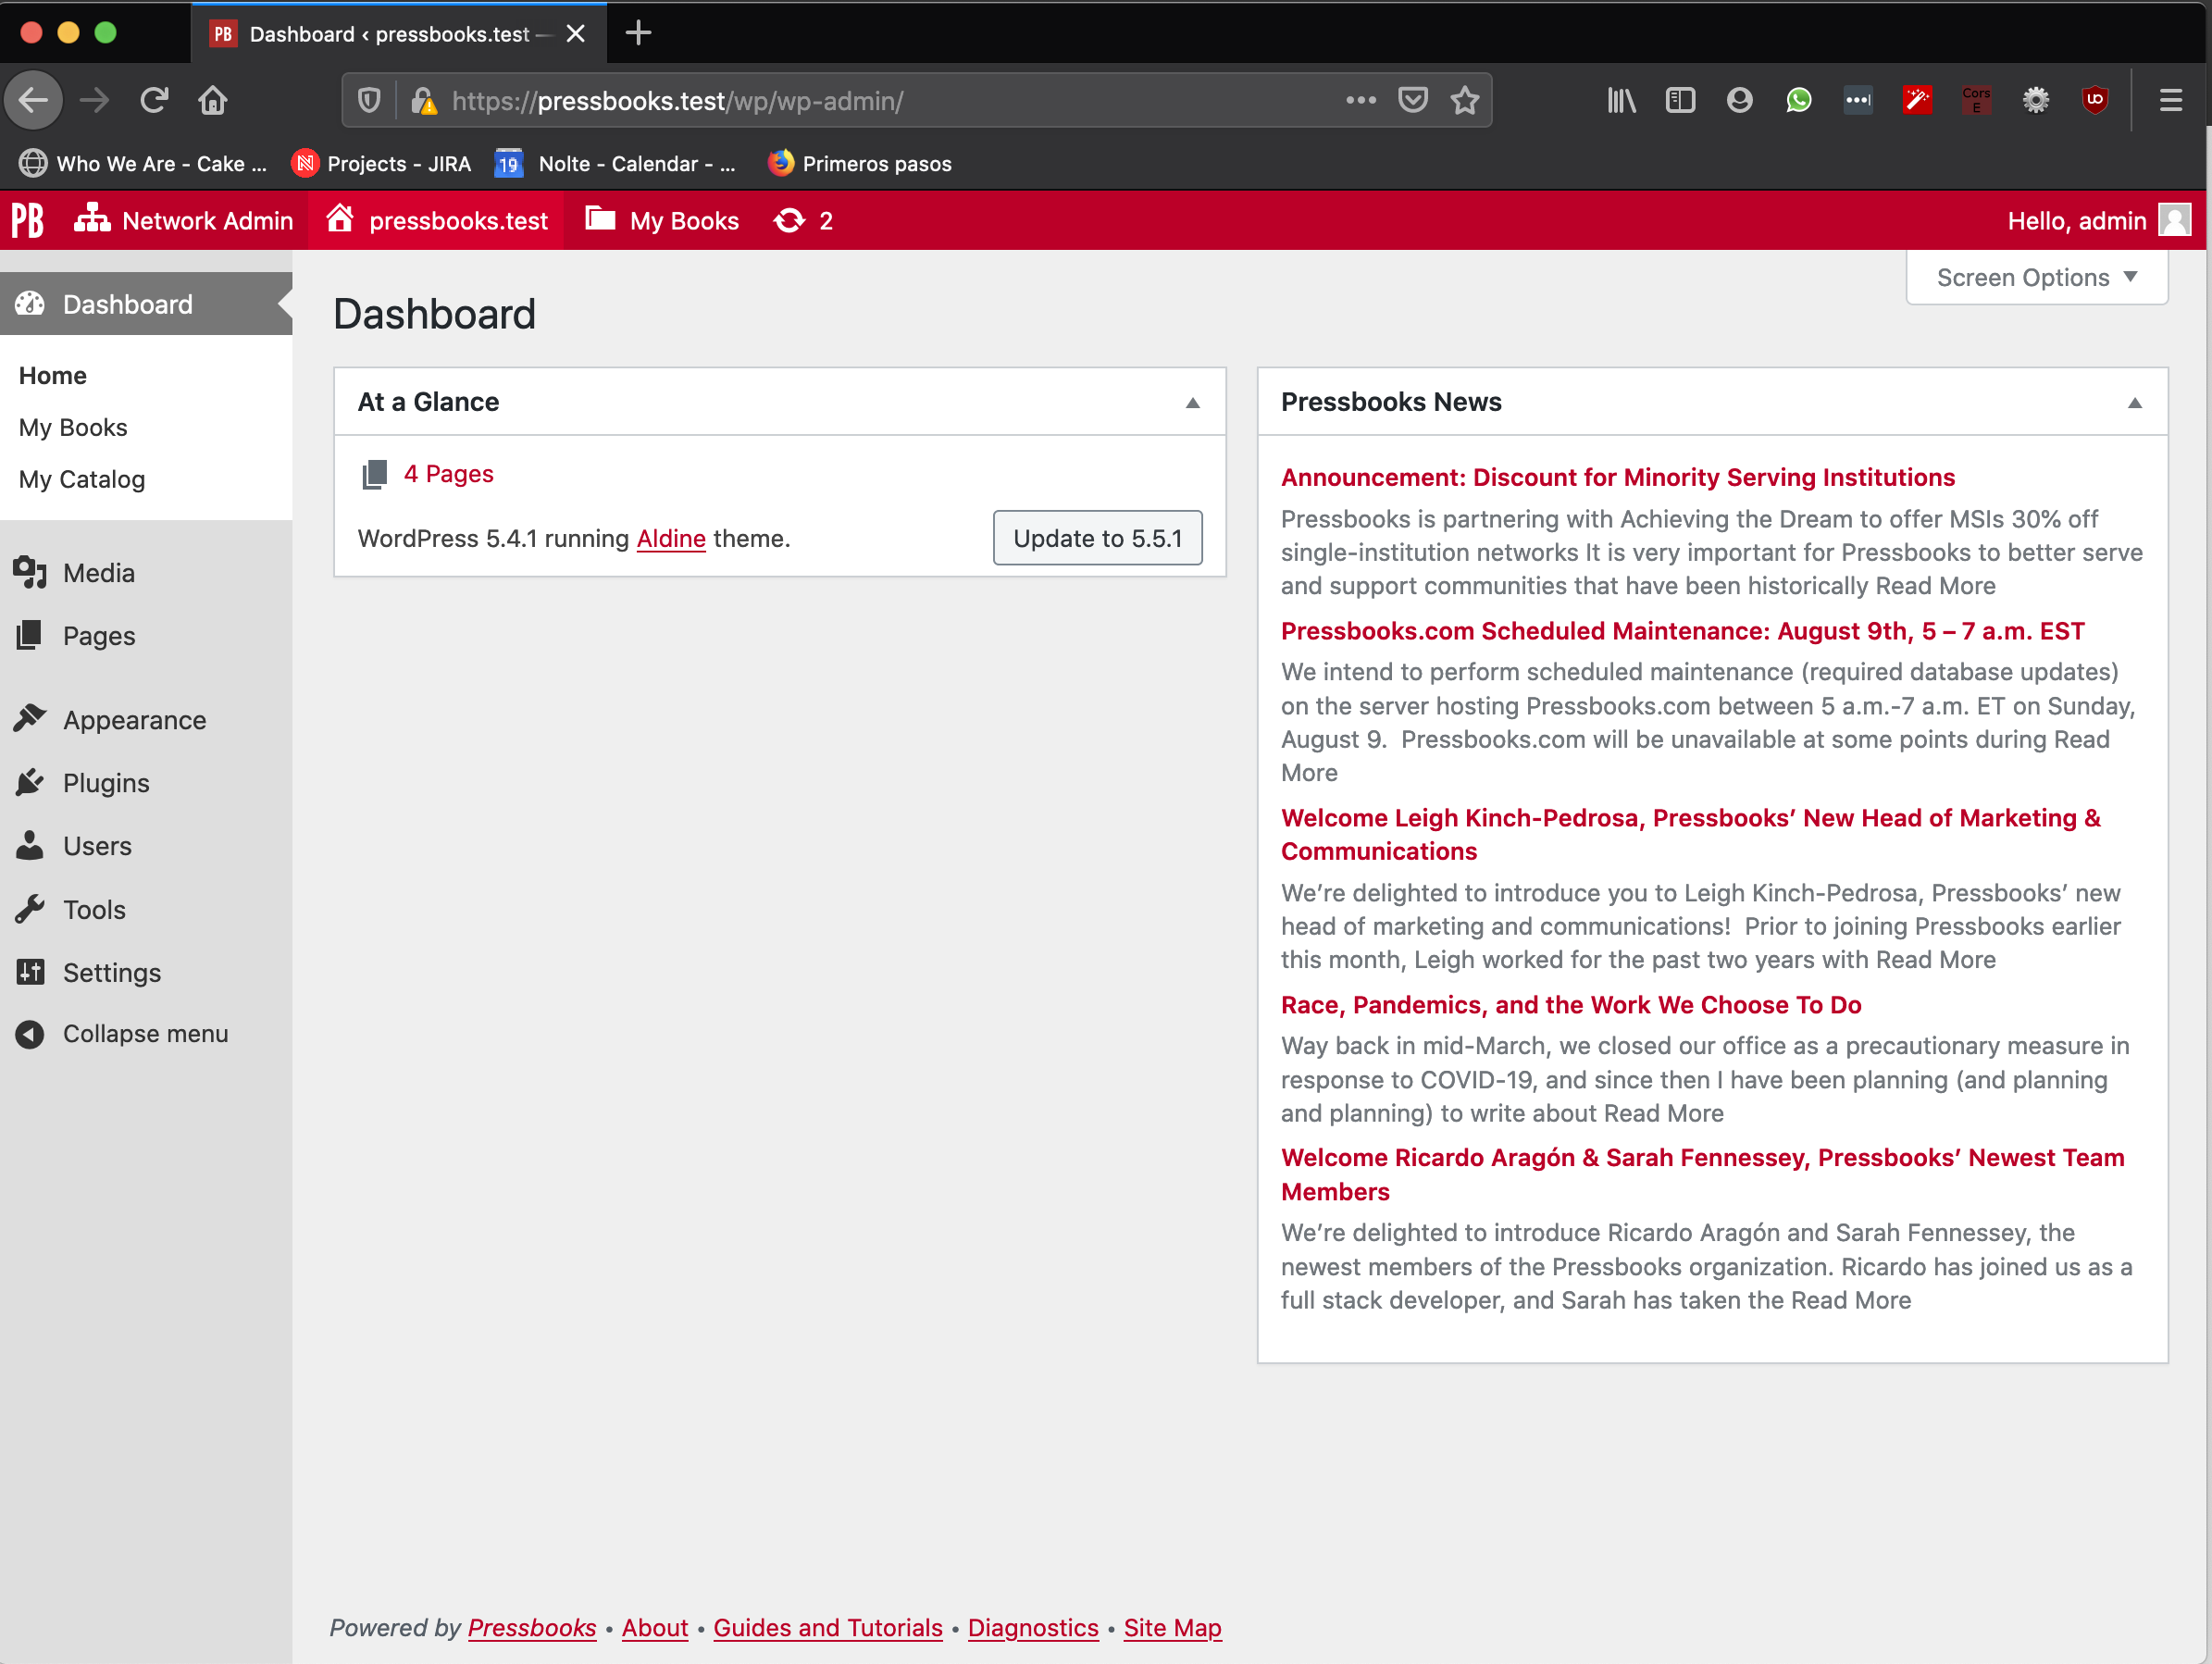 PB Dashboard ‹ pressbooks.test —
https://pressbooks.test/wp/wp-admin/
Cors
E
Who We Are - Cake ...
Projects - JIRA
19
Nolte - Calendar - ...
Primeros pasos
PB
Network Admin
pressbooks.test
My Books
2
Hello, admin
Screen Options
Dashboard
Home
My Books
My Catalog
Media
Pages
Appearance
Plugins
Users
Tools
Settings
Collapse menu
Dashboard
At a Glance
4 Pages
WordPress 5.4.1 running Aldine theme.
Update to 5.5.1
Pressbooks News
Announcement: Discount for Minority Serving Institutions
Pressbooks is partnering with Achieving the Dream to offer MSIs 30% off
single-institution networks It is very important for Pressbooks to better serve
and support communities that have been historically Read More
Pressbooks.com Scheduled Maintenance: August 9th, 5 – 7 a.m. EST
We intend to perform scheduled maintenance (required database updates)
on the server hosting Pressbooks.com between 5 a.m.-7 a.m. ET on Sunday,
August 9.  Pressbooks.com will be unavailable at some points during Read
More
Welcome Leigh Kinch-Pedrosa, Pressbooks’ New Head of Marketing &
Communications
We’re delighted to introduce you to Leigh Kinch-Pedrosa, Pressbooks’ new
head of marketing and communications!  Prior to joining Pressbooks earlier
this month, Leigh worked for the past two years with Read More
Race, Pandemics, and the Work We Choose To Do
Way back in mid-March, we closed our office as a precautionary measure in
response to COVID-19, and since then I have been planning (and planning
and planning) to write about Read More
Welcome Ricardo Aragón & Sarah Fennessey, Pressbooks’ Newest Team
Members
We’re delighted to introduce Ricardo Aragón and Sarah Fennessey, the
newest members of the Pressbooks organization. Ricardo has joined us as a
full stack developer, and Sarah has taken the Read More
Powered by Pressbooks • About • Guides and Tutorials • Diagnostics • Site Map